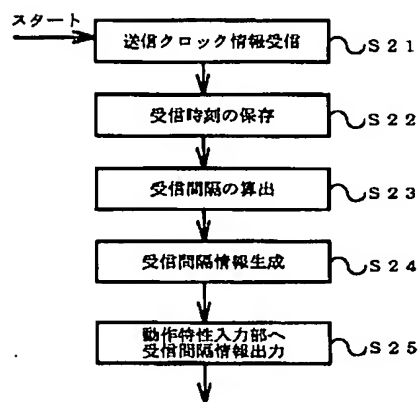 スタート
送信クロック情報受信
S21
受信時刻の保存
S22
受信間隔の算出
S23
受信間隔情報生成
S24
動作特性入力部へ
受信間隔情報出力
S25